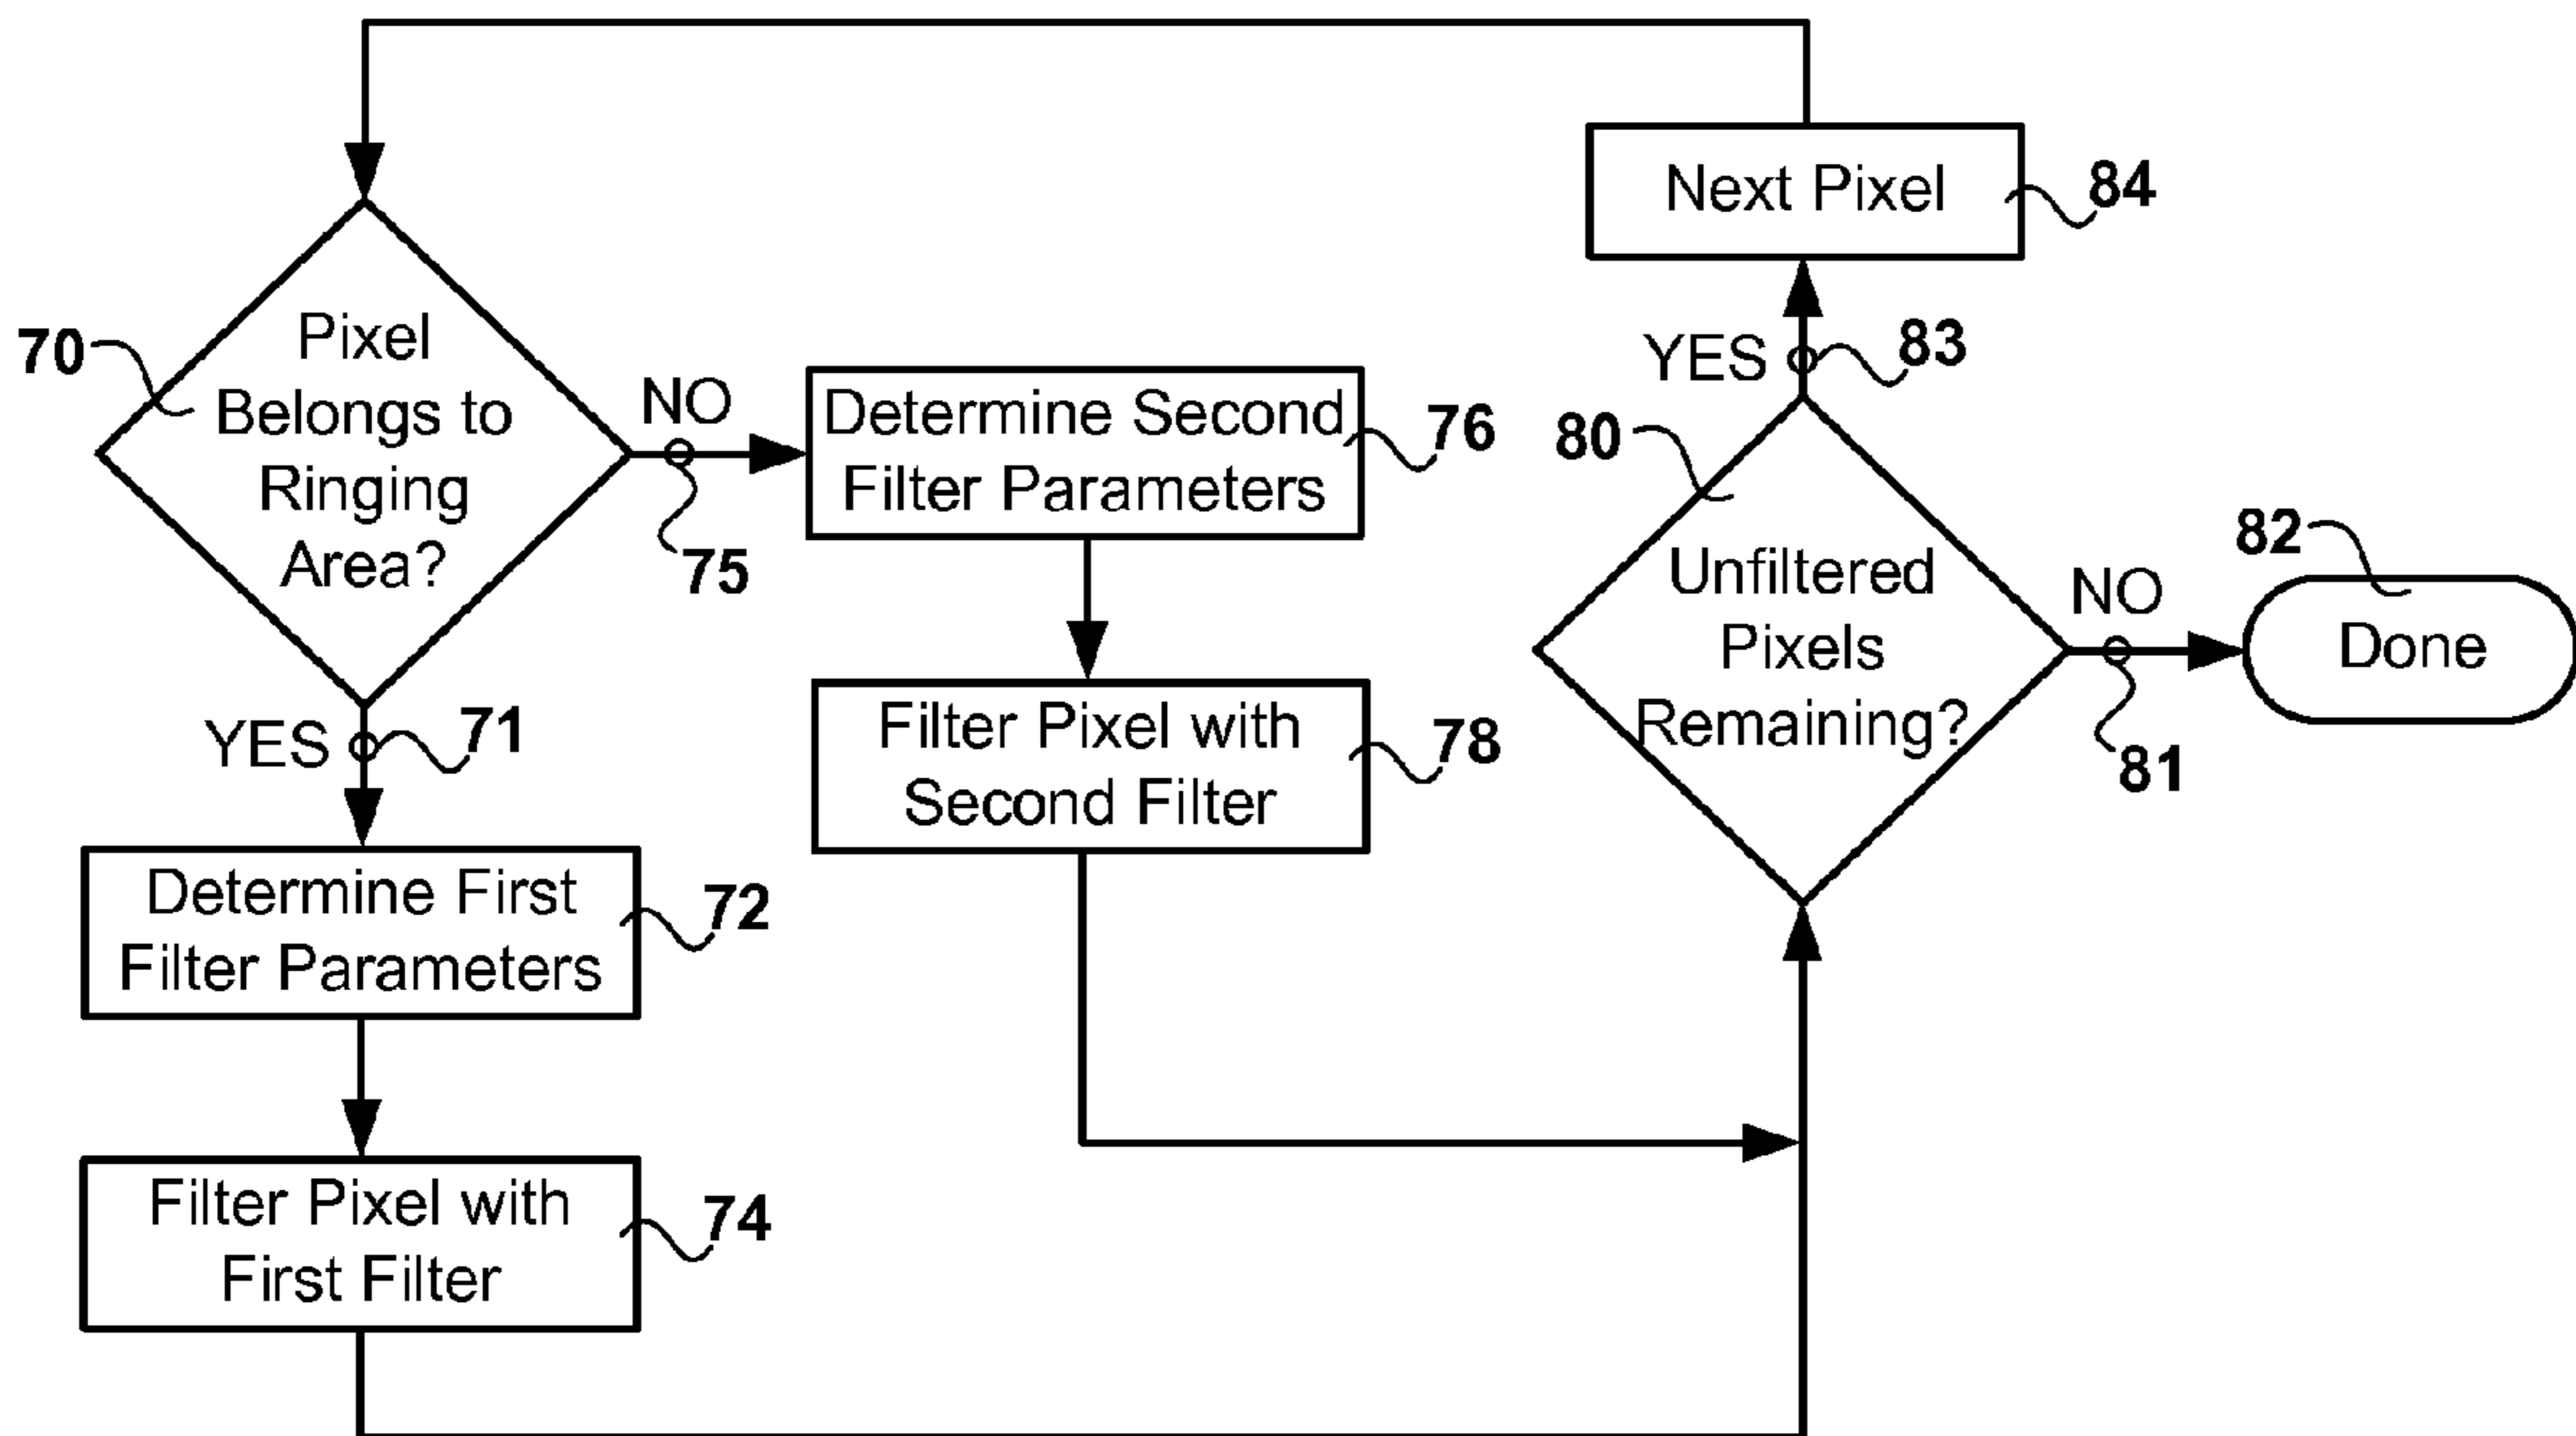 70
Pixel
Belongs to
Ringing
Area?
YES
71
NO
75
Determine First
Filter Parameters
72
Filter Pixel with
First Filter
74
Determine Second
Filter Parameters
76
Filter Pixel with
Second Filter
78
80
Unfiltered
Pixels
Remaining?
YES
83
Next Pixel
84
NO
81
82
Done